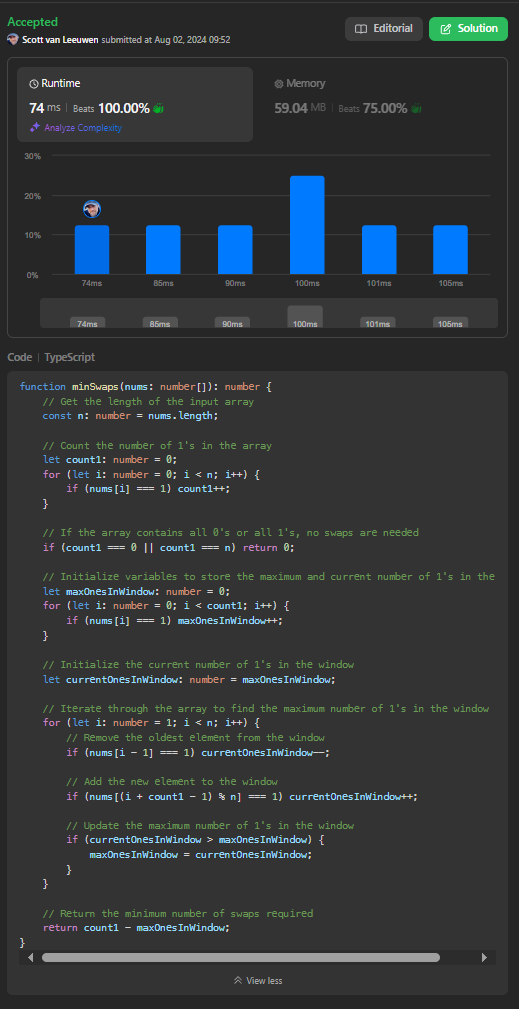 Accepted
Editorial
Solution
Scott van Leeuwen submitted at Aug 02, 2024 09:52
Runtime
74 ms | Beats 100.00%
Analyze Complexity
Memory
59.04 MB | Beats 75.00%
30%
20%
10%
0%
74ms 85ms 90ms 100ms 101ms 105ms
74ms 85ms 90ms 100ms 101ms 105ms
Code | TypeScript
function minSwaps(nums: number[]): number {
    // Get the length of the input array
    const n: number = nums.length;

    // Count the number of 1's in the array
    let count1: number = 0;
    for (let i: number = 0; i < n; i++) {
        if (nums[i] === 1) count1++;
    }

    // If the array contains all 0's or all 1's, no swaps are needed
    if (count1 === 0 || count1 === n) return 0;

    // Initialize variables to store the maximum and current number of 1's in the
    let maxOnesInWindow: number = 0;
    for (let i: number = 0; i < count1; i++) {
        if (nums[i] === 1) maxOnesInWindow++;
    }

    // Initialize the current number of 1's in the window
    let currentOnesInWindow: number = maxOnesInWindow;

    // Iterate through the array to find the maximum number of 1's in the window
    for (let i: number = 1; i < n; i++) {
        // Remove the oldest element from the window
        if (nums[i - 1] === 1) currentOnesInWindow--;

        // Add the new element to the window
        if (nums[(i + count1 - 1) % n] === 1) currentOnesInWindow++;

        // Update the maximum number of 1's in the window
        if (currentOnesInWindow > maxOnesInWindow) {
            maxOnesInWindow = currentOnesInWindow;
        }
    }

    // Return the minimum number of swaps required
    return count1 - maxOnesInWindow;
}
View less